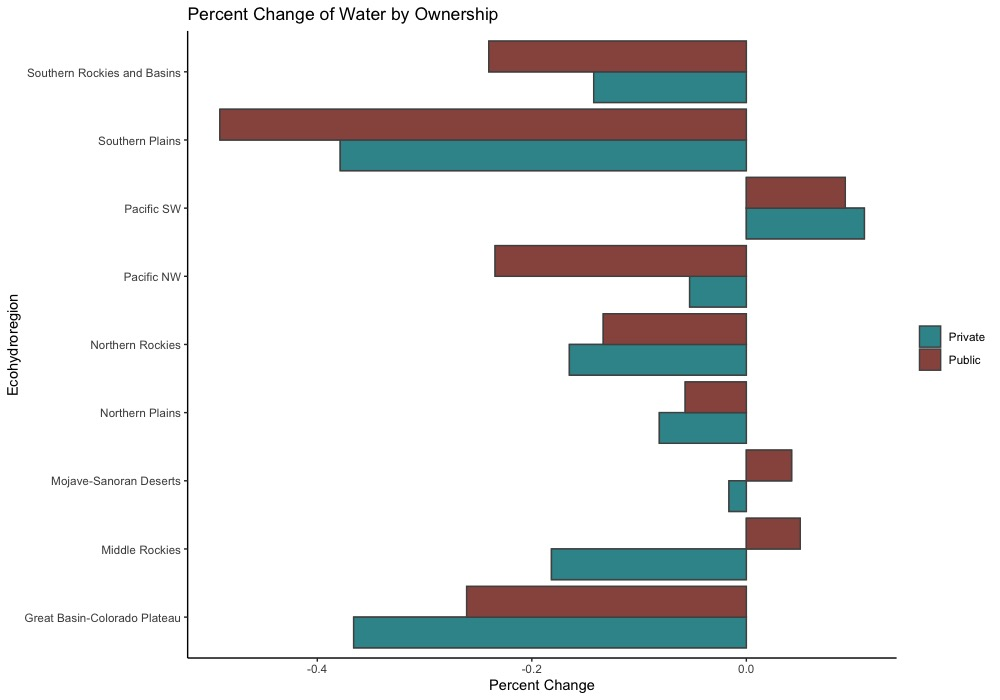 Percent Change of Water by Ownership
Ecohydroregion
Southern Rockies and Basins
Southern Plains
Pacific SW
Pacific NW
Northern Rockies
Northern Plains
Mojave-Sanoran Deserts
Middle Rockies
Great Basin-Colorado Plateau
-0.4
-0.2
0.0
Percent Change
Private
Public